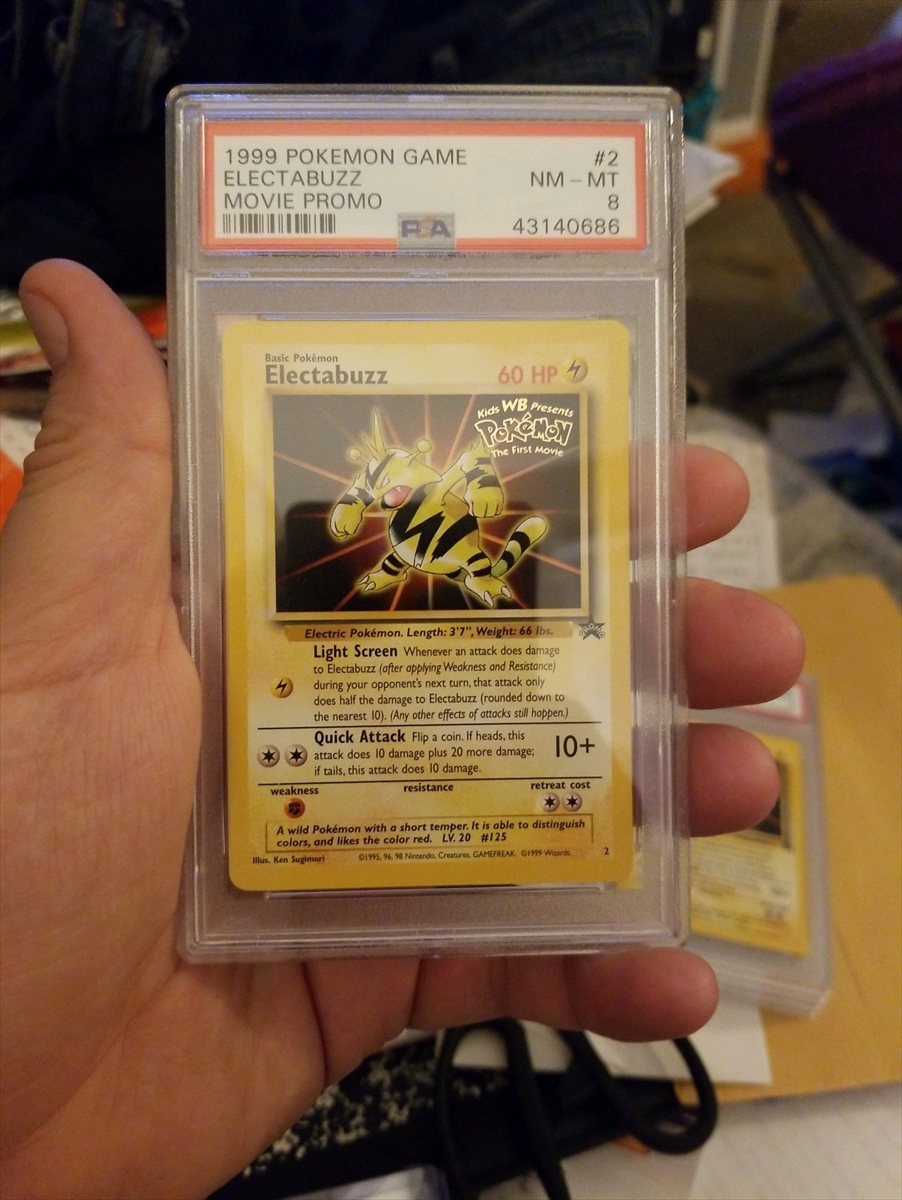 1999 POKEMON GAME #2
ELECTABUZZ NM - MT
MOVIE PROMO 8
PSA 43140686
Basic Pokémon
Electabuzz 60 HP
Kids WB Presents
POKéMON
The First Movie
Electric Pokémon. Length: 3'7", Weight: 66 lbs.
PROMO
Light Screen Whenever an attack does damage
to Electabuzz (after applying Weakness and Resistance)
during your opponent's next turn, that attack only
does half the damage to Electabuzz (rounded down to
the nearest 10). (Any other effects of attacks still happen.)
Quick Attack Flip a coin. If heads, this
attack does 10 damage plus 20 more damage; 10+
if tails, this attack does 10 damage.
weakness resistance retreat cost
A wild Pokémon with a short temper. It is able to distinguish
colors, and likes the color red. LV. 20 #125
Illus. Ken Sugimori ©1995, 96, 98 Nintendo, Creatures, GAMEFREAK. ©1999 Wizards. 2